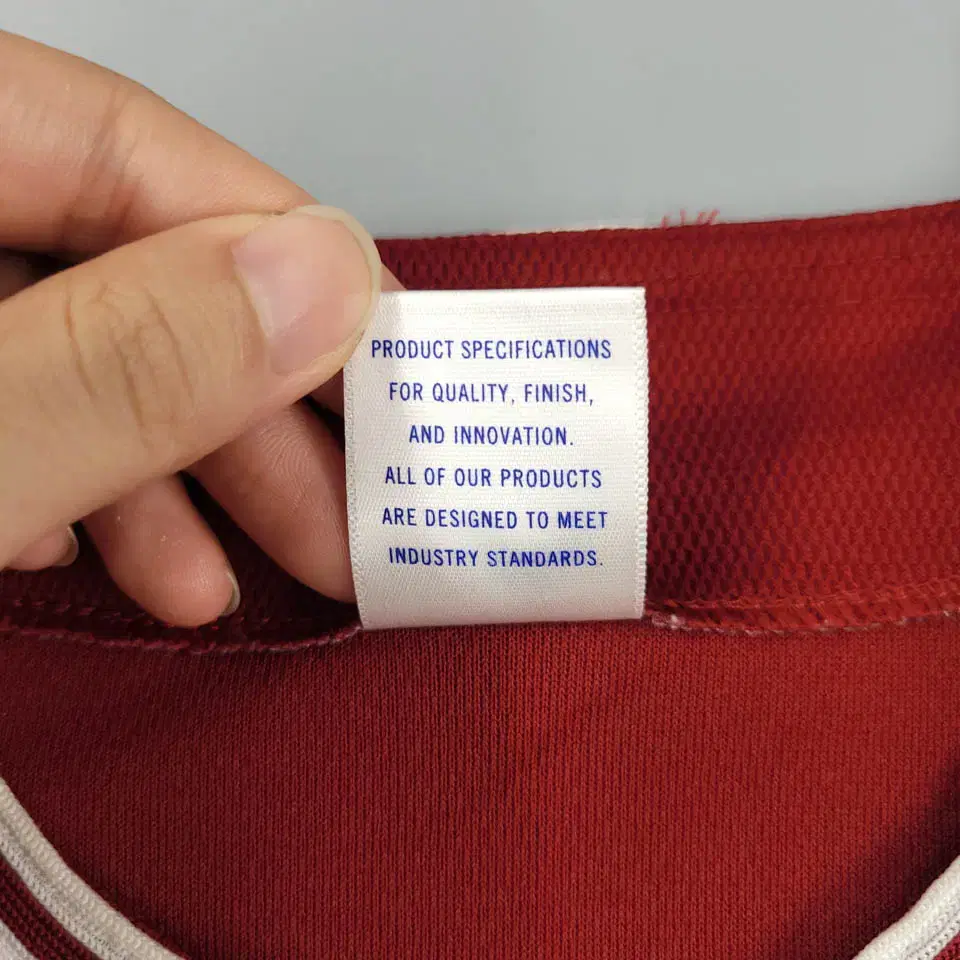 PRODUCT SPECIFICATIONS
FOR QUALITY, FINISH,
AND INNOVATION.
ALL OF OUR PRODUCTS
ARE DESIGNED TO MEET
INDUSTRY STANDARDS.